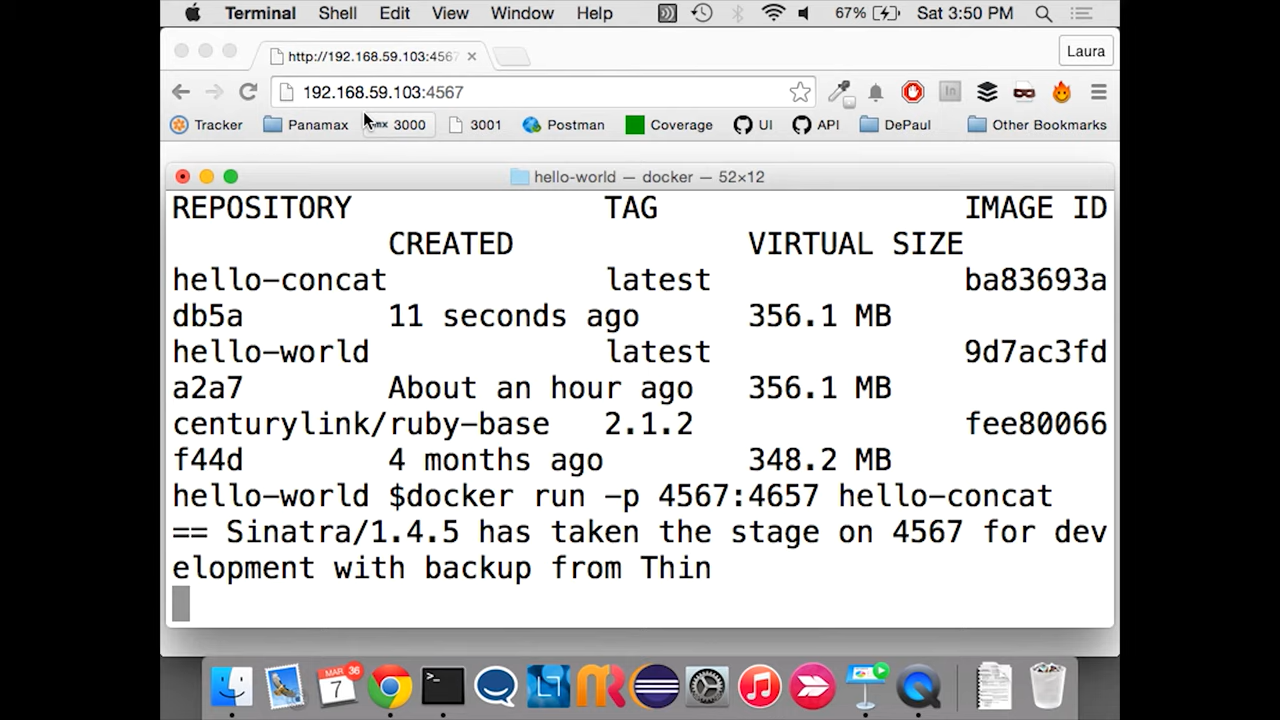 Terminal Shell Edit View Window Help 67% Sat 3:50 PM
http://192.168.59.103:4567 Laura
192.168.59.103:4567
Tracker Panamax 3000 3001 Postman Coverage UI API DePaul Other Bookmarks
hello-world — docker — 52×12
REPOSITORY TAG IMAGE ID
CREATED VIRTUAL SIZE
hello-concat latest ba83693a
db5a 11 seconds ago 356.1 MB
hello-world latest 9d7ac3fd
a2a7 About an hour ago 356.1 MB
centurylink/ruby-base 2.1.2 fee80066
f44d 4 months ago 348.2 MB
hello-world $docker run -p 4567:4657 hello-concat
== Sinatra/1.4.5 has taken the stage on 4567 for dev
elopment with backup from Thin
MAR 36
7